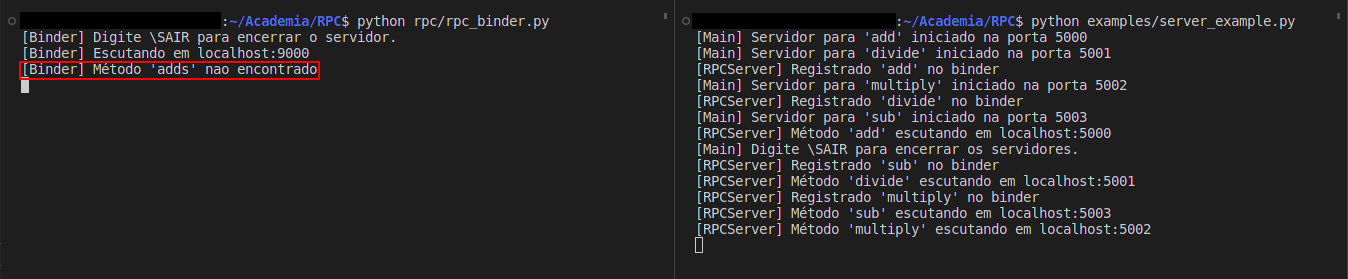 :~/Academia/RPC$ python rpc/rpc_binder.py
[Binder] Digite \SAIR para encerrar o servidor.
[Binder] Escutando em localhost:9000
[Binder] Método 'adds' nao encontrado
:~/Academia/RPC$ python examples/server_example.py
[Main] Servidor para 'add' iniciado na porta 5000
[Main] Servidor para 'divide' iniciado na porta 5001
[RPCServer] Registrado 'add' no binder
[Main] Servidor para 'multiply' iniciado na porta 5002
[RPCServer] Registrado 'divide' no binder
[Main] Servidor para 'sub' iniciado na porta 5003
[RPCServer] Método 'add' escutando em localhost:5000
[Main] Digite \SAIR para encerrar os servidores.
[RPCServer] Registrado 'sub' no binder
[RPCServer] Método 'divide' escutando em localhost:5001
[RPCServer] Registrado 'multiply' no binder
[RPCServer] Método 'sub' escutando em localhost:5003
[RPCServer] Método 'multiply' escutando em localhost:5002